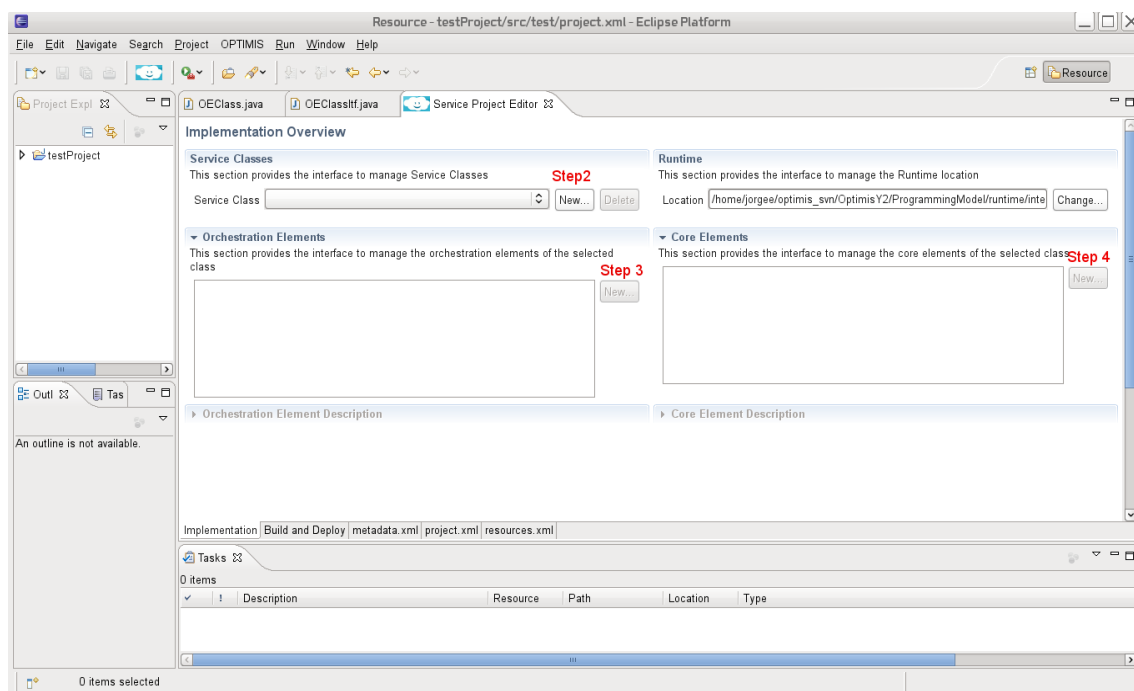 Resource - testProject/src/test/project.xml - Eclipse Platform
File Edit Navigate Search Project OPTIMIS Run Window Help
Resource
Project Expl
OEClass.java
OEClassItf.java
Service Project Editor
testProject
Implementation Overview
Service Classes
This section provides the interface to manage Service Classes
Step2
Service Class
New...
Delete
Runtime
This section provides the interface to manage the Runtime location
Location /home/jorgee/optimis_svn/OptimisY2/ProgrammingModel/runtime/inte
Change...
Orchestration Elements
This section provides the interface to manage the orchestration elements of the selected
class
Step 3
New...
Core Elements
This section provides the interface to manage the core elements of the selected class
Step 4
New...
Orchestration Element Description
Core Element Description
Outl
Tas
An outline is not available.
Implementation Build and Deploy metadata.xml project.xml resources.xml
Tasks
0 items
! Description Resource Path Location Type
0 items selected